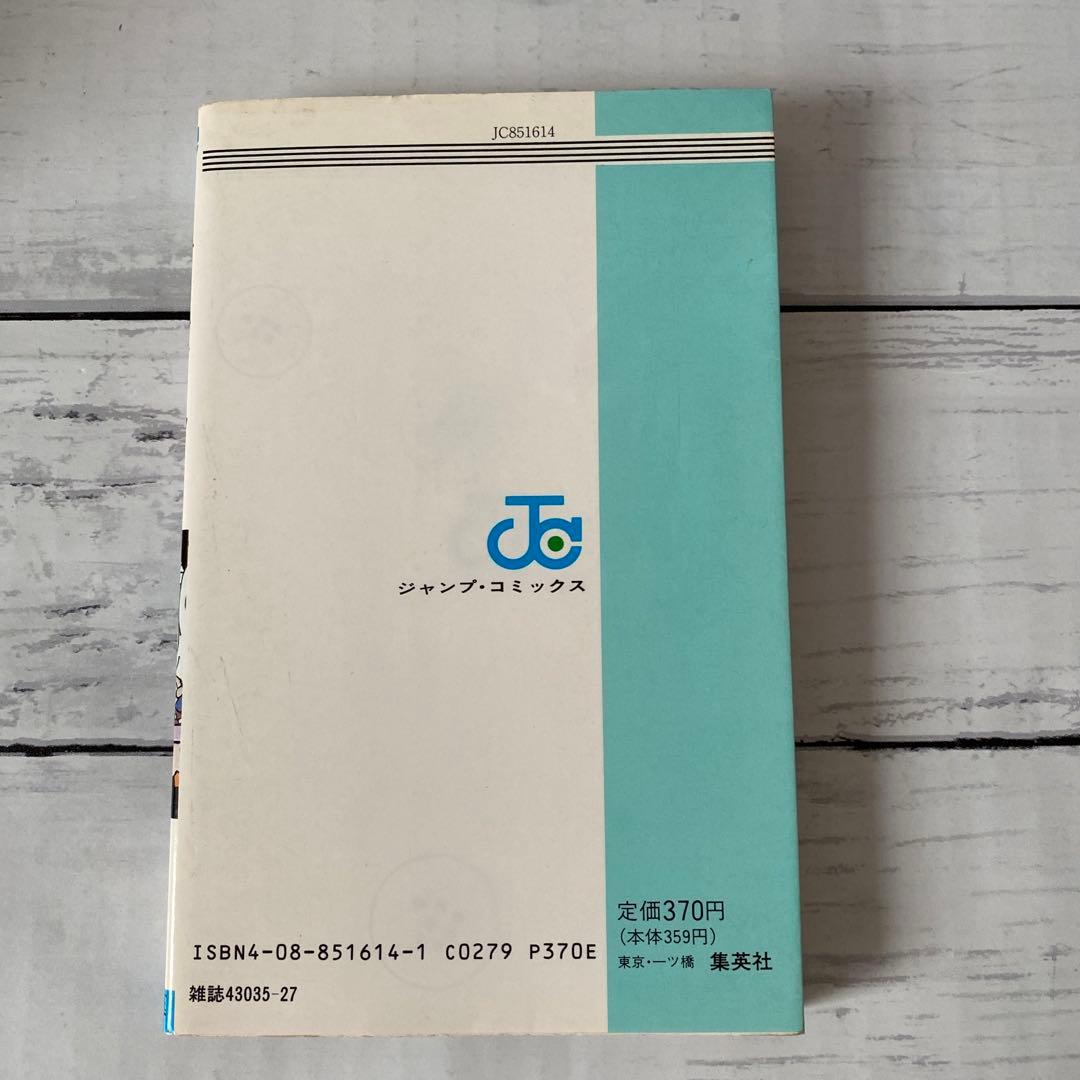 JC851614
JC
ジャンプ・コミックス
定価370円
(本体359円)
東京・一ツ橋 集英社
ISBN4-08-851614-1 C0279 P370E
雑誌43035-27